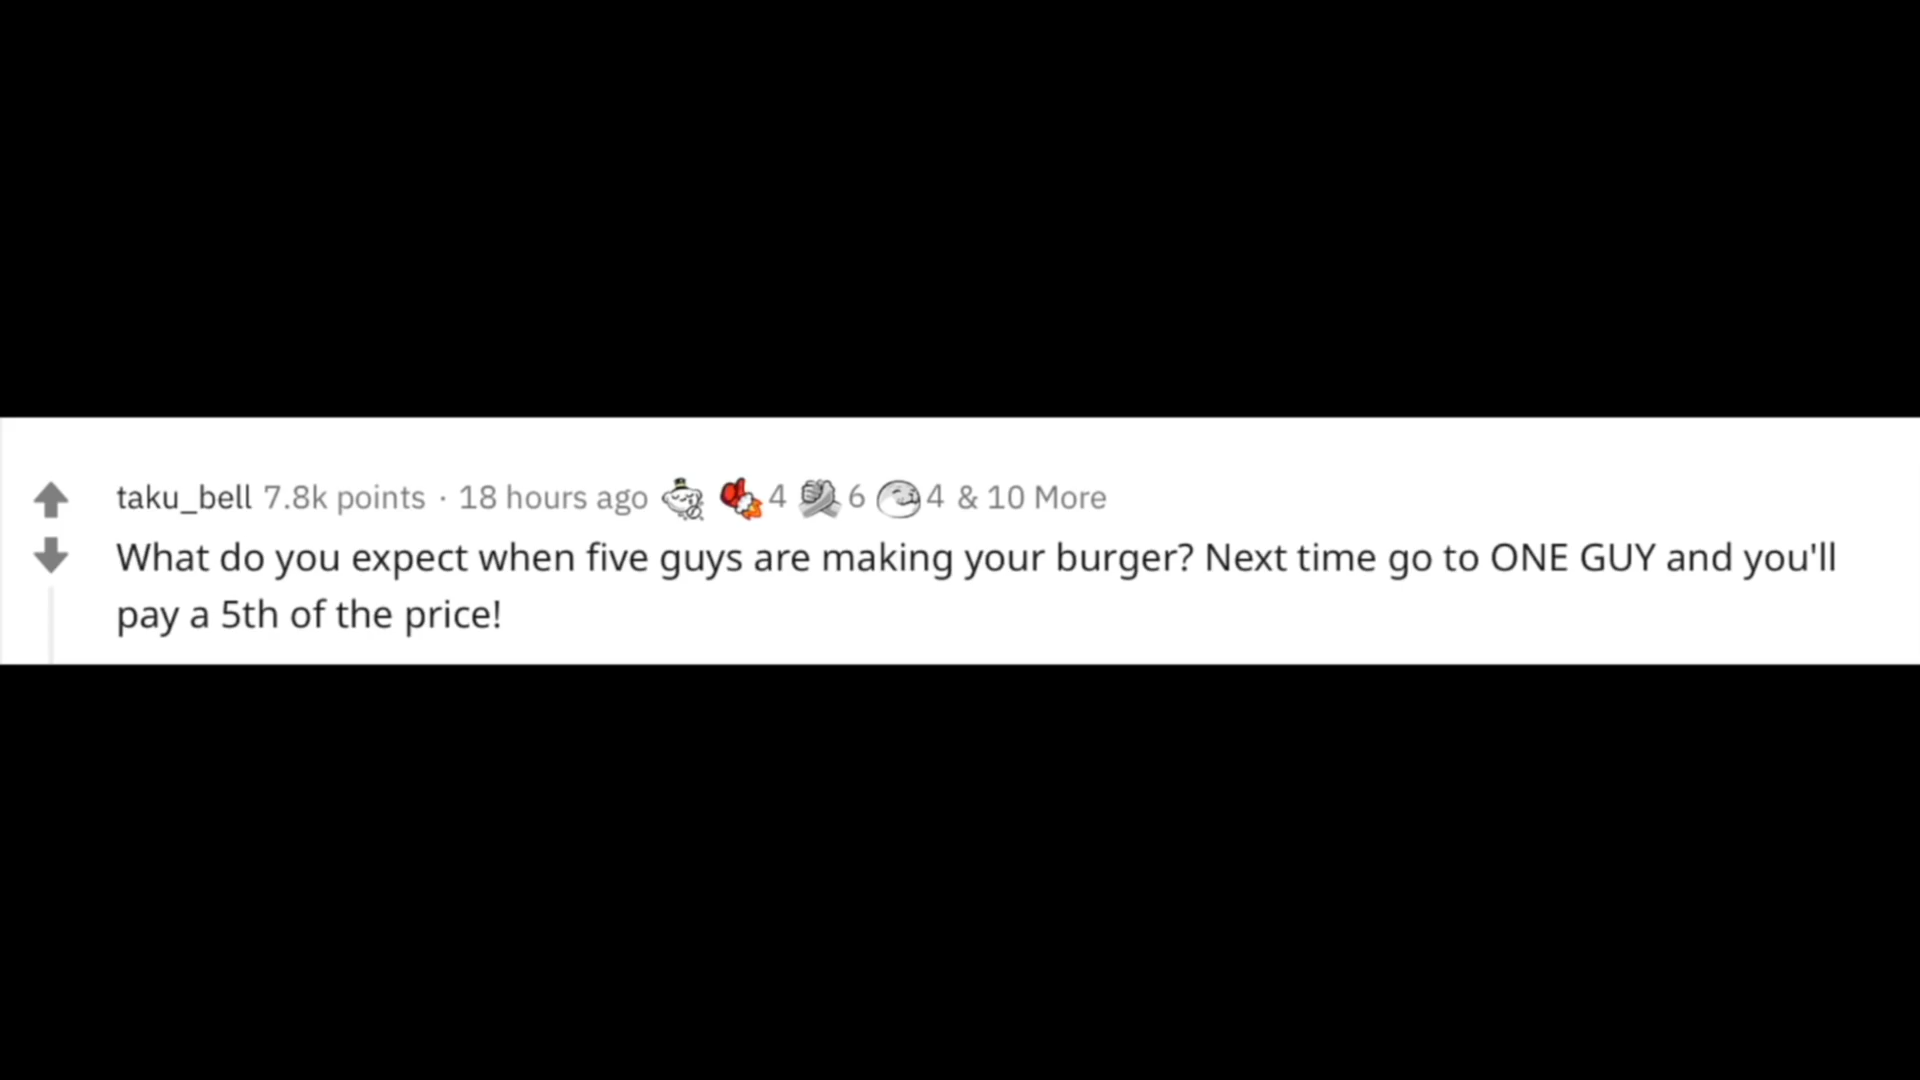 taku_bell 7.8k points · 18 hours ago 4 6 4 & 10 More
What do you expect when five guys are making your burger? Next time go to ONE GUY and you'll
pay a 5th of the price!